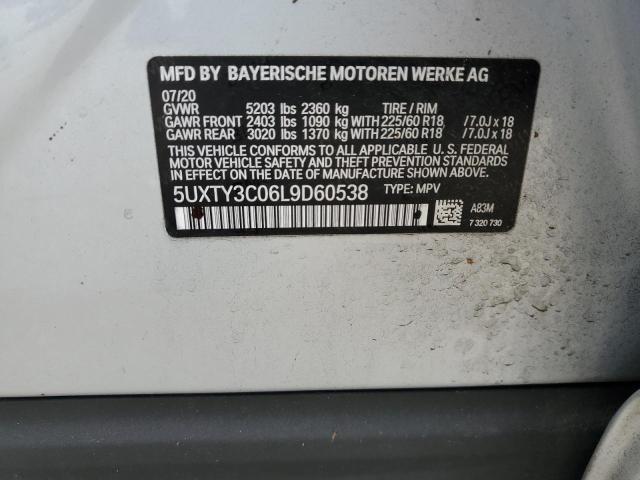 MFD BY BAYERISCHE MOTOREN WERKE AG
07/20
GVWR 5203 lbs 2360 kg TIRE / RIM
GAWR FRONT 2403 lbs 1090 kg WITH 225/60 R18 /7.0J x 18
GAWR REAR 3020 lbs 1370 kg WITH 225/60 R18 /7.0J x 18
THIS VEHICLE CONFORMS TO ALL APPLICABLE U. S. FEDERAL
MOTOR VEHICLE SAFETY AND THEFT PREVENTION STANDARDS
IN EFFECT ON THE DATE OF MANUFACTURE SHOWN ABOVE.
5UXTY3C06L9D60538 TYPE: MPV
A83M
7 320 730